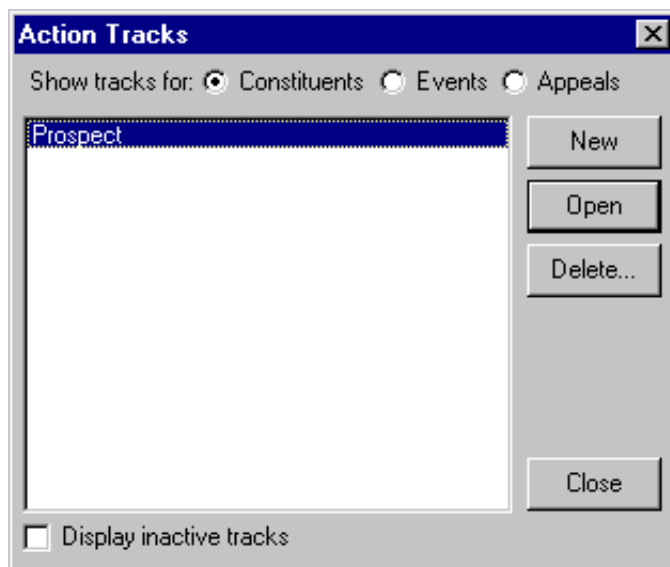 Action Tracks
Show tracks for: Constituents Events Appeals
Prospect
New
Open
Delete...
Close
Display inactive tracks